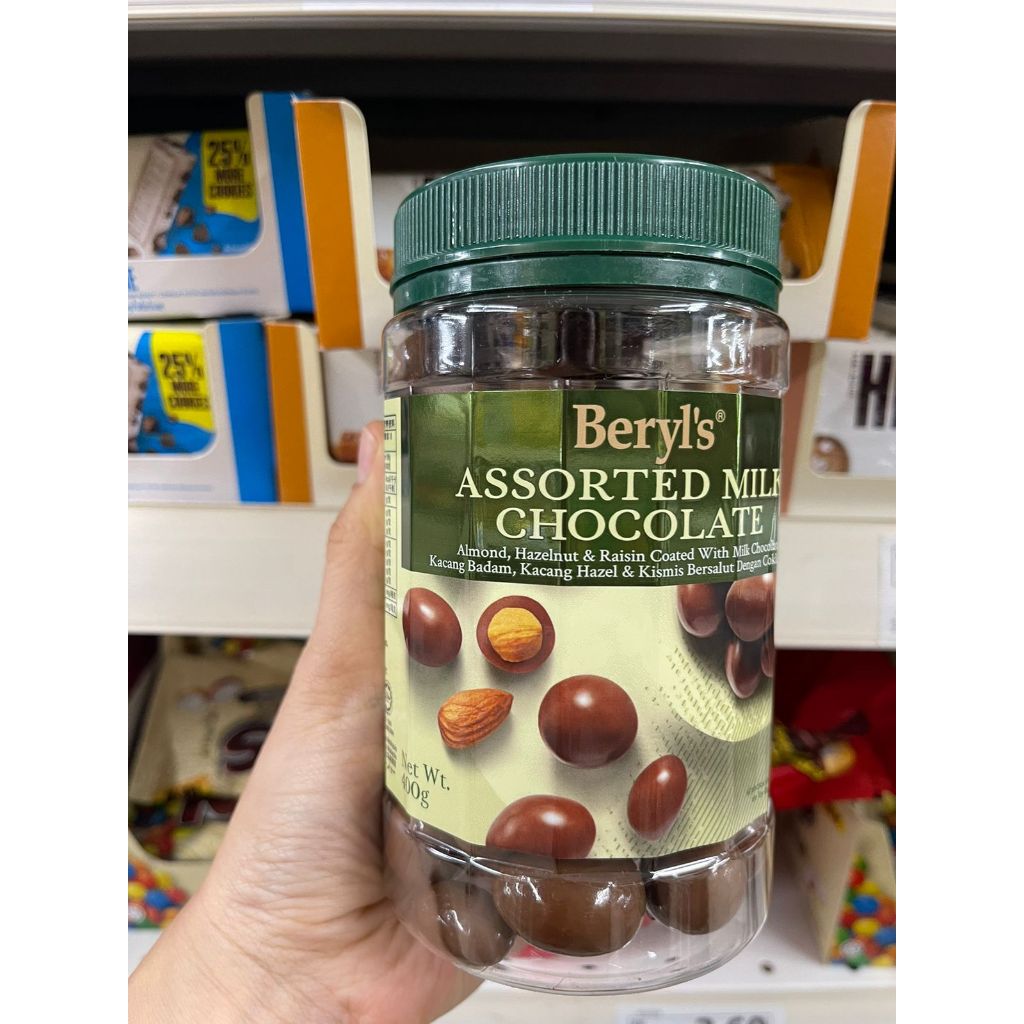 25%
MORE
COOKIES
25%
MORE
COOKIES
Beryl's®
ASSORTED MILK
CHOCOLATE
Almond, Hazelnut & Raisin Coated With Milk
Kacang Badam, Kacang Hazel & Kismis Bersalut Dengan
Net Wt.
400g